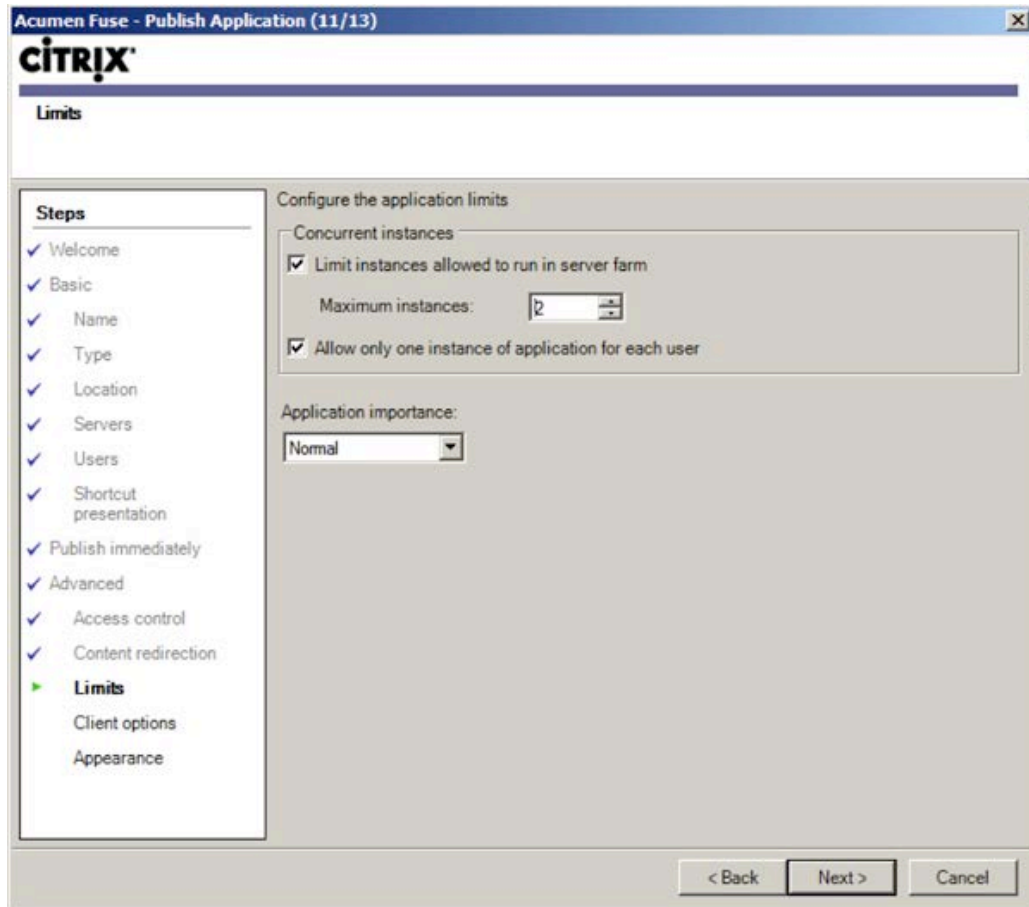 Acumen Fuse - Publish Application (11/13)
CİTRIX
Limits
Steps
Welcome
Basic
Name
Type
Location
Servers
Users
Shortcut
presentation
Publish immediately
Advanced
Access control
Content redirection
Limits
Client options
Appearance
Configure the application limits
Concurrent instances
Limit instances allowed to run in server farm
Maximum instances: 2
Allow only one instance of application for each user
Application importance:
Normal
< Back Next > Cancel